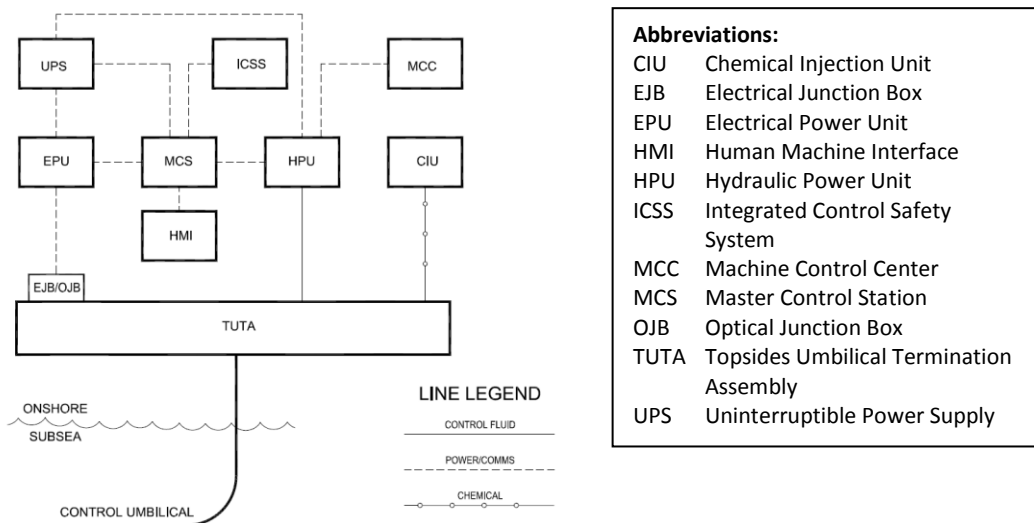 UPS
ICSS
MCC
EPU
MCS
HPU
CIU
HMI
EJB/OJB
TUTA
ONSHORE
SUBSEA
CONTROL UMBILICAL
LINE LEGEND
CONTROL FLUID
POWER/COMMS
CHEMICAL
Abbreviations:
CIU Chemical Injection Unit
EJB Electrical Junction Box
EPU Electrical Power Unit
HMI Human Machine Interface
HPU Hydraulic Power Unit
ICSS Integrated Control Safety
System
MCC Machine Control Center
MCS Master Control Station
OJB Optical Junction Box
TUTA Topsides Umbilical Termination
Assembly
UPS Uninterruptible Power Supply